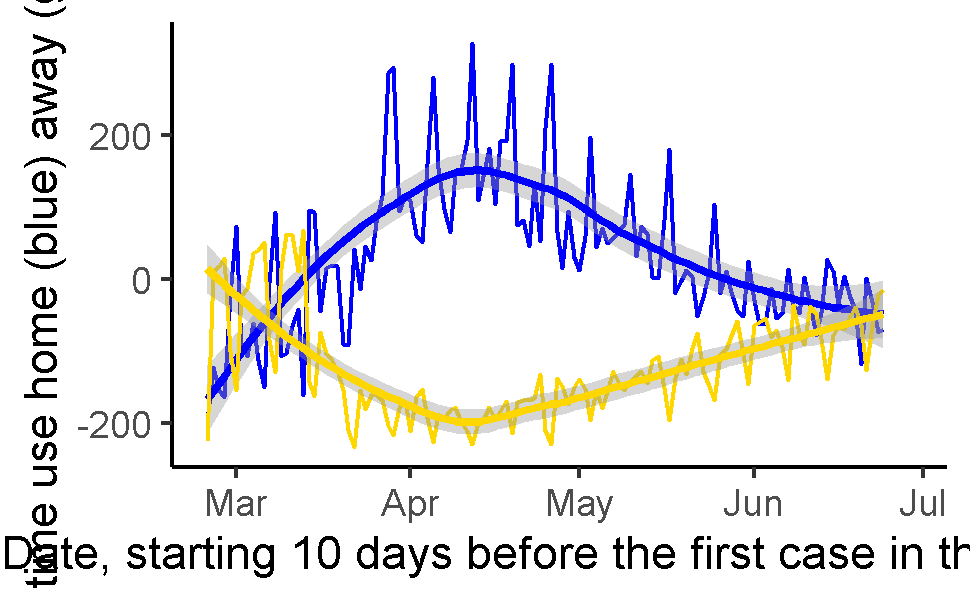 time use home (blue) away (
200
0
-200
Mar Apr May Jun Jul
Date, starting 10 days before the first case in th